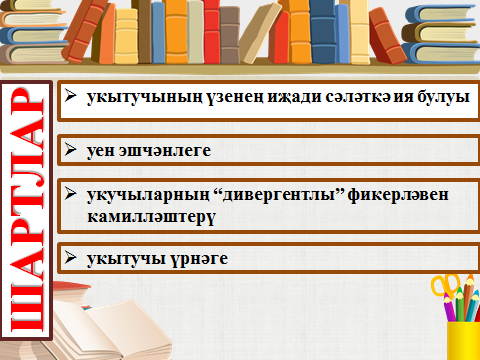 ШАРТЛАР
укытучының үзенең иҗади сәләткә ия булуы
уен эшчәнлеге
укучыларның “дивергентлы” фикерләвен
камилләштерү
укытучы үрнәге